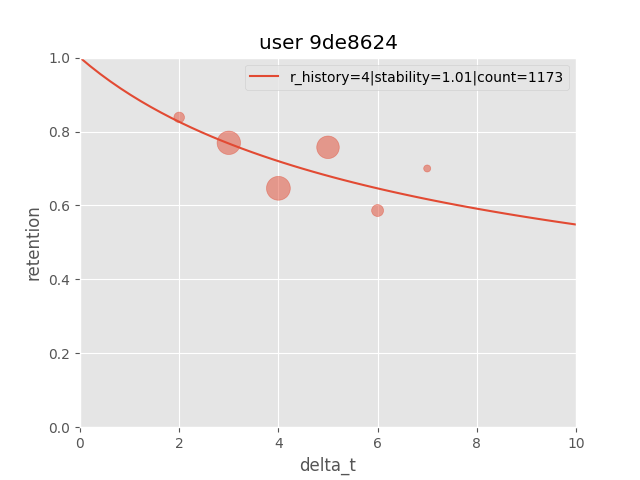 user 9de8624
r_history=4|stability=1.01|count=1173
retention
1.0
0.8
0.6
0.4
0.2
0.0
0 2 4 6 8 10
delta_t